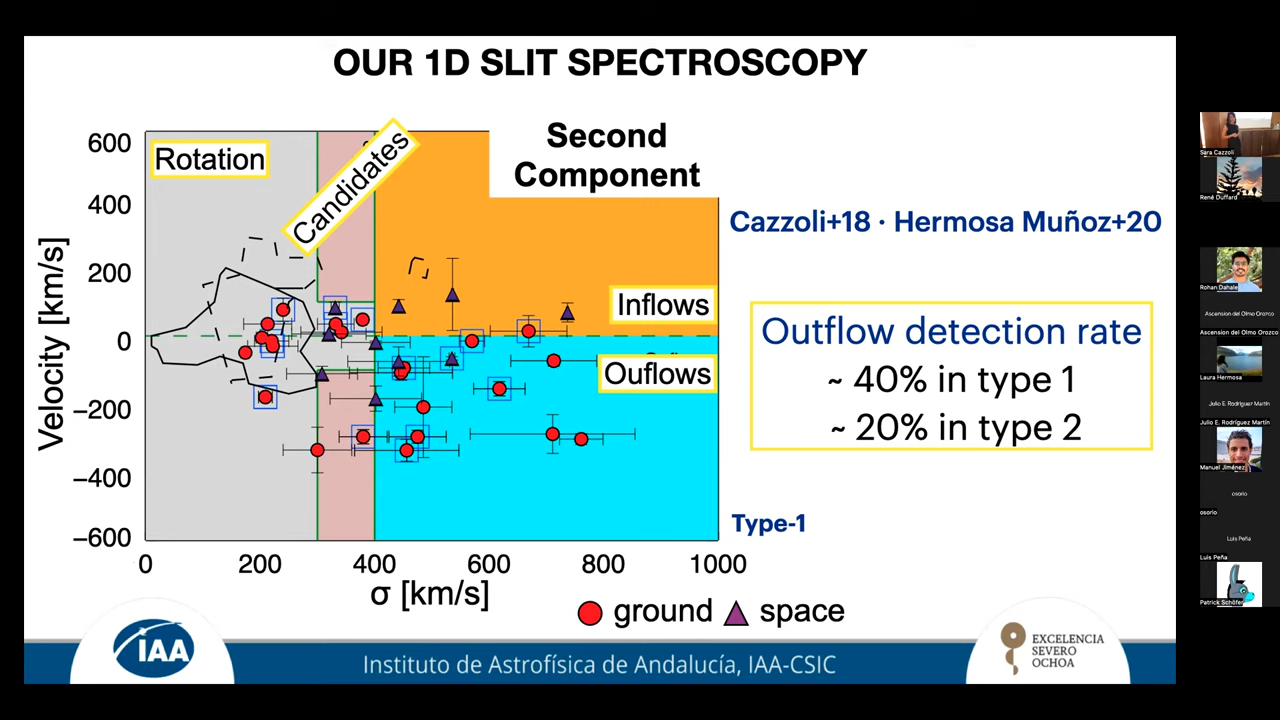 OUR 1D SLIT SPECTROSCOPY
Second
Component
Rotation
Candidates
Inflows
Ouflows
Velocity [km/s]
600
400
200
0
−200
−400
−600
0
200
400
600
800
1000
σ [km/s]
ground
space
Cazzoli+18 · Hermosa Muñoz+20
Outflow detection rate
~ 40% in type 1
~ 20% in type 2
Type-1
IAA
Instituto de Astrofísica de Andalucía, IAA-CSIC
EXCELENCIA
SEVERO
OCHOA
Sara Cazzoli
René Duffard
Rohan Dahale
Ascension del Olmo Orozco
Ascension del Olmo Orozco
Laura Hermosa
Julio E. Rodríguez Martín
Julio E. Rodríguez Martín
Manuel Jiménez
osorio
osorio
Luis Peña
Luis Peña
Patrick Schöfer